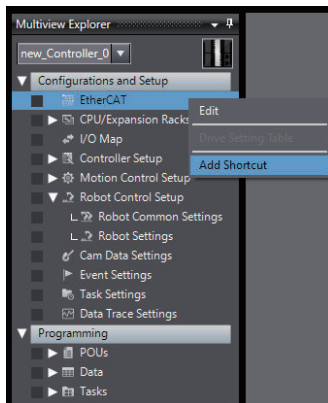 Multiview Explorer
new_Controller_0
Configurations and Setup
EtherCAT
Edit
CPU/Expansion Racks
Drive Setting Table
I/O Map
Add Shortcut
Controller Setup
Motion Control Setup
Robot Control Setup
Robot Common Settings
Robot Settings
Cam Data Settings
Event Settings
Task Settings
Data Trace Settings
Programming
POUs
Data
Tasks